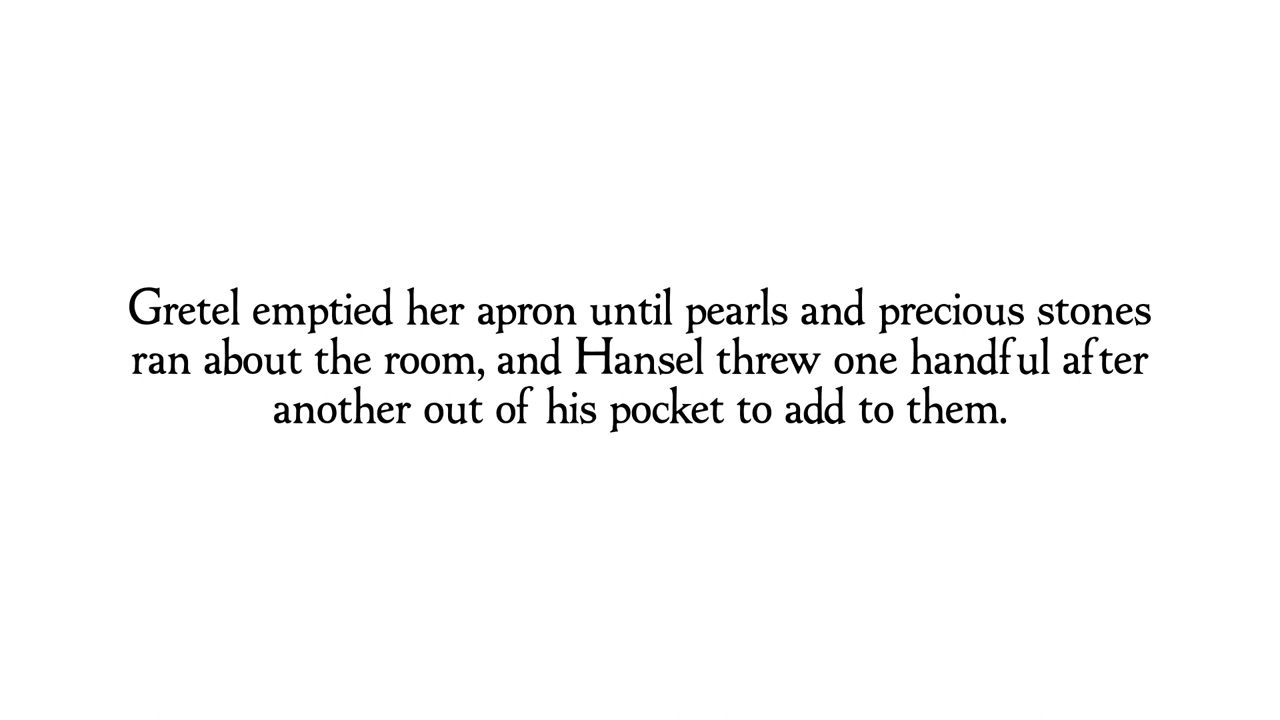 Gretel emptied her apron until pearls and precious stones
ran about the room, and Hansel threw one handful after
another out of his pocket to add to them.